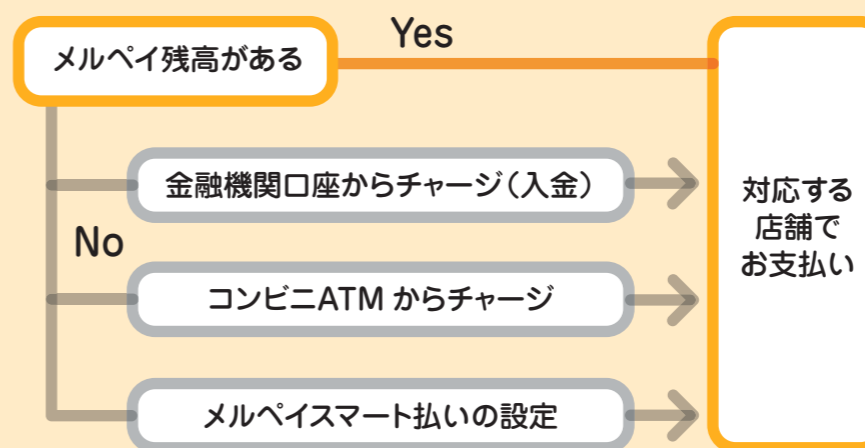 メルペイ残高がある
Yes
金融機関口座からチャージ（入金）
No
コンビニATM からチャージ
メルペイスマート払いの設定
対応する
店舗で
お支払い